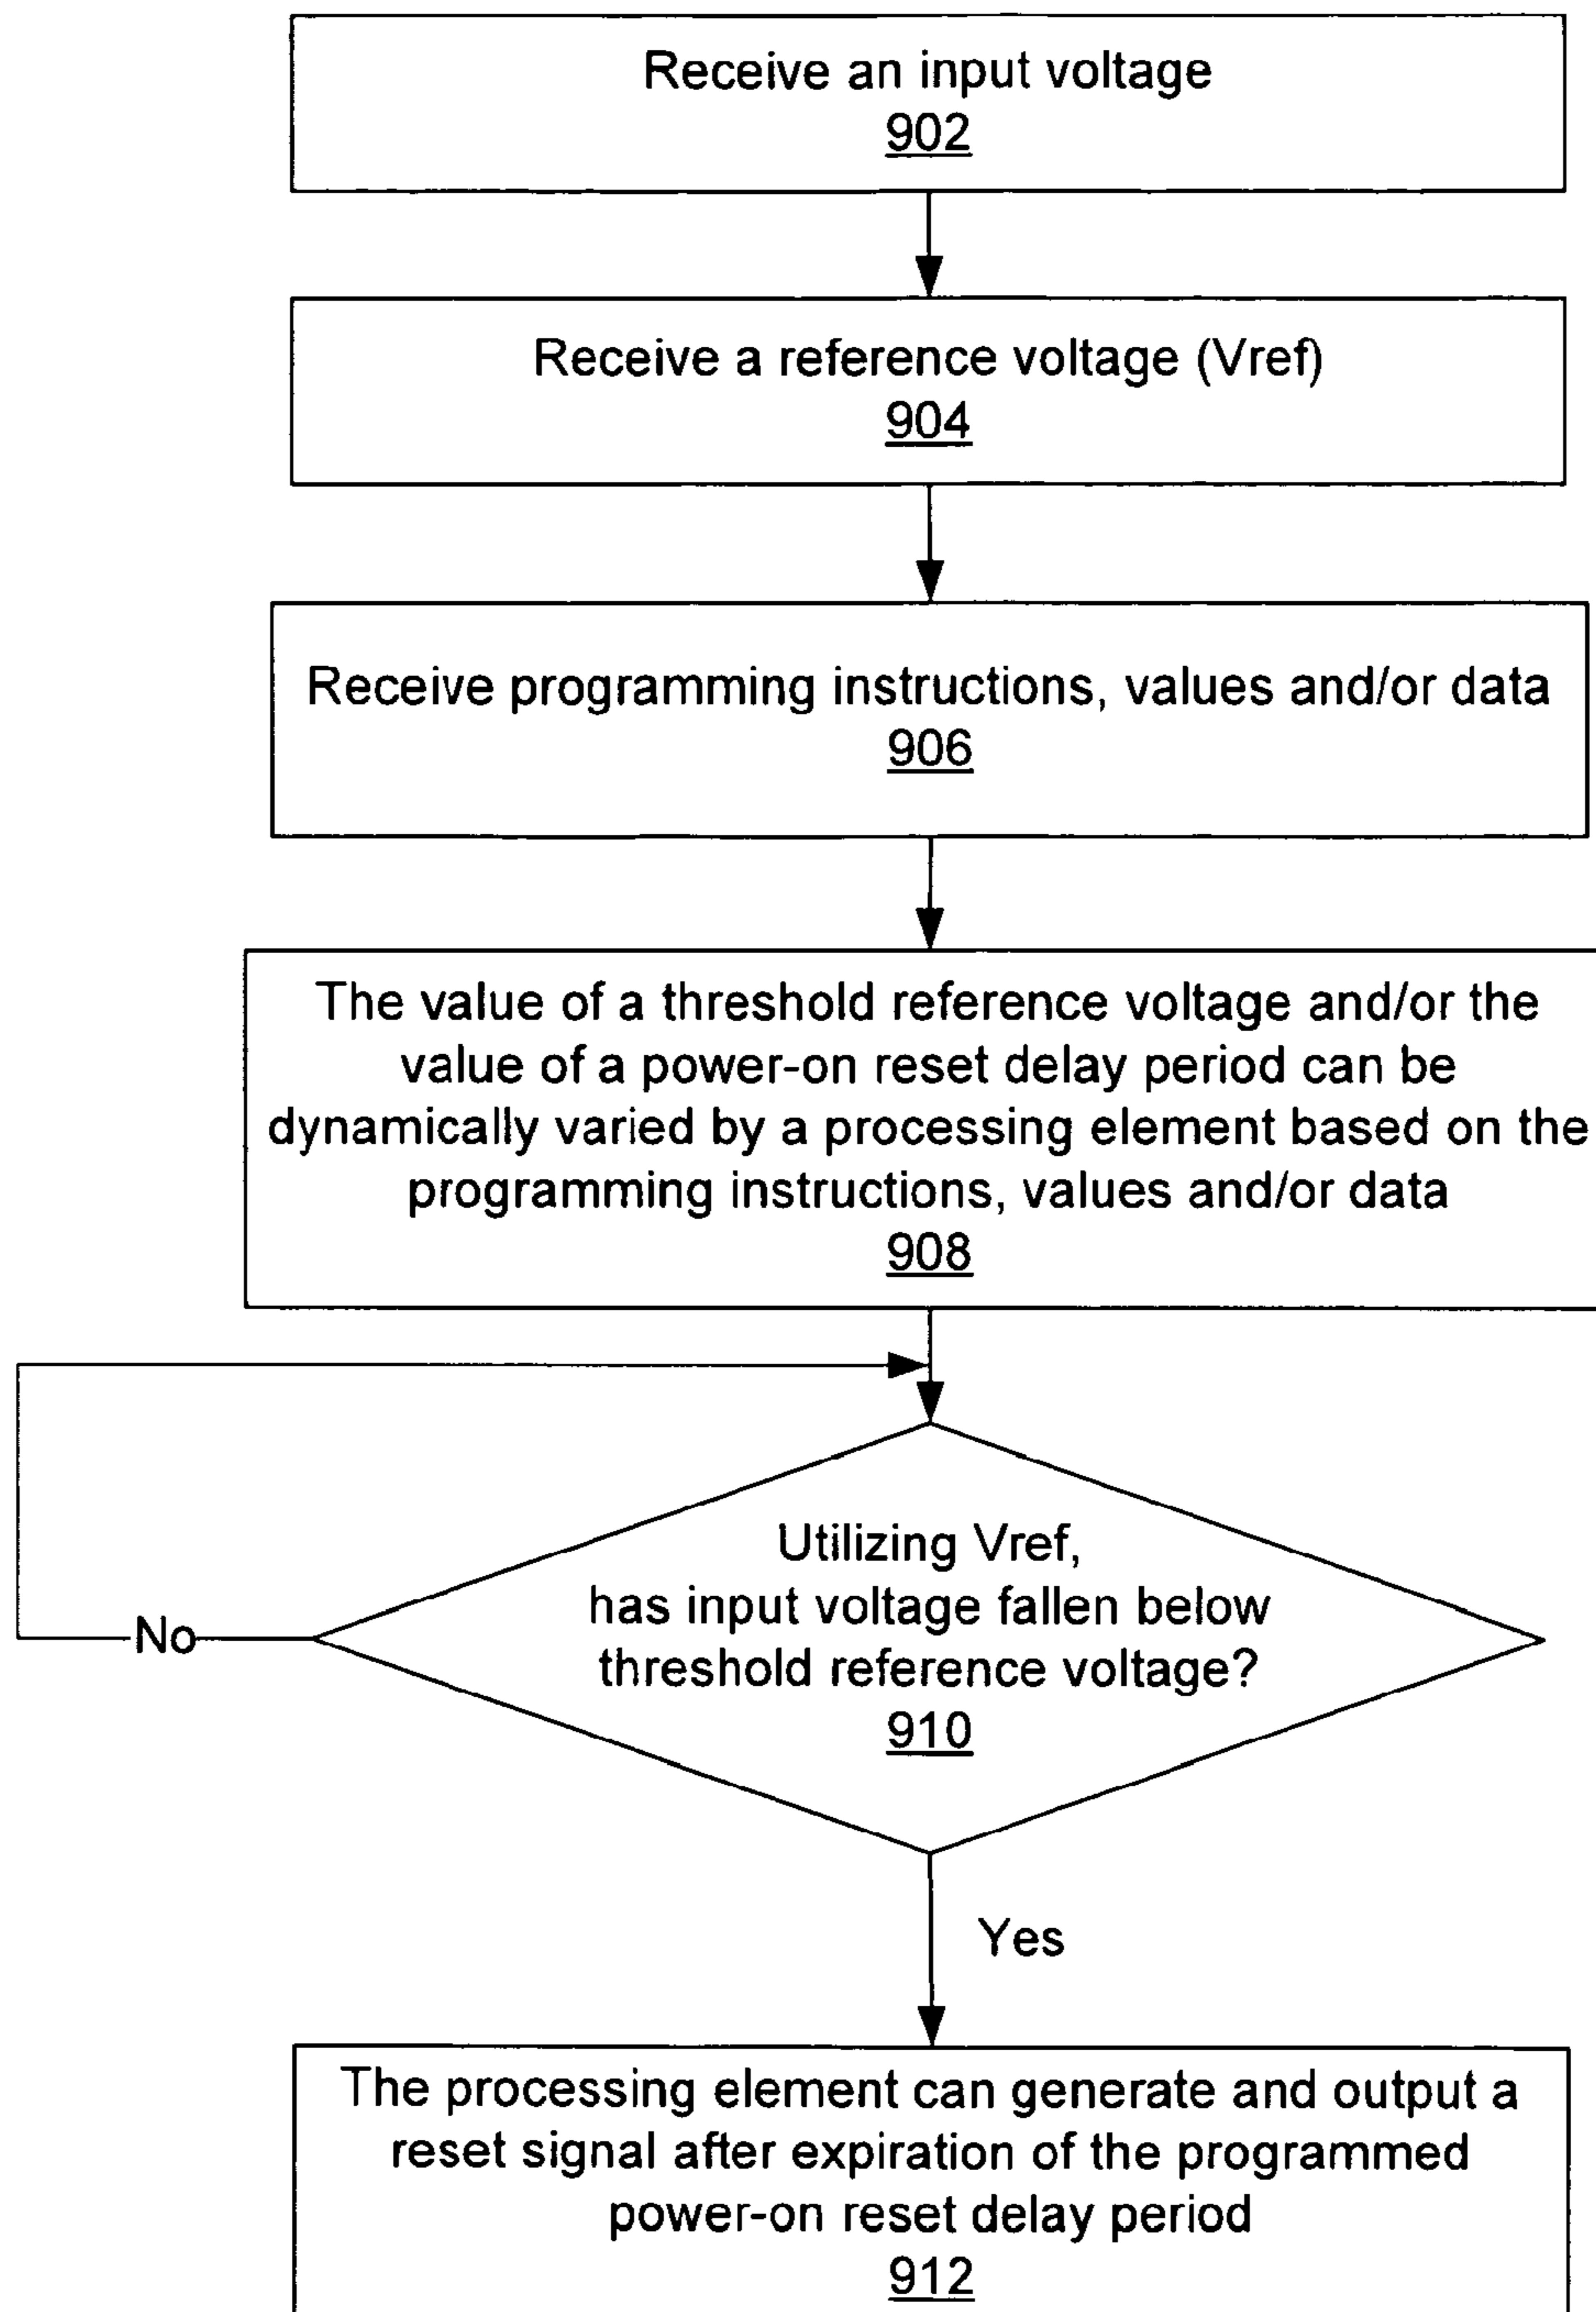 Receive an input voltage
902
Receive a reference voltage (Vref)
904
Receive programming instructions, values and/or data
906
The value of a threshold reference voltage and/or the
value of a power-on reset delay period can be
dynamically varied by a processing element based on the
programming instructions, values and/or data
908
Utilizing Vref,
has input voltage fallen below
threshold reference voltage?
910
No
Yes
The processing element can generate and output a
reset signal after expiration of the programmed
power-on reset delay period
912